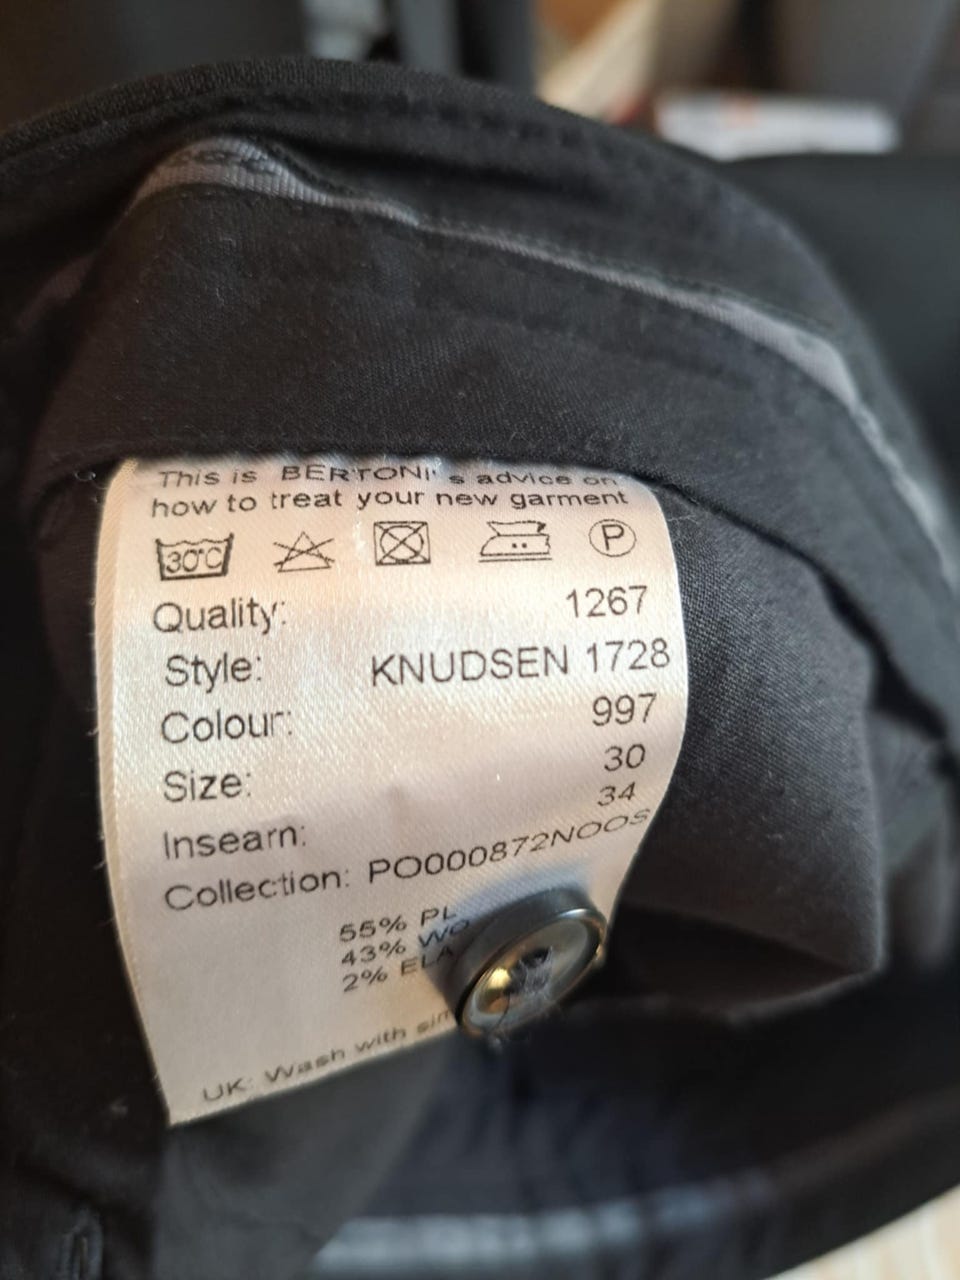 This is BERTONI's advice on
how to treat your new garment
30°C P
Quality: 1267
Style: KNUDSEN 1728
Colour: 997
Size: 30
Inseam: 34
Collection: PO000872NOOS
55% PL
43% WO
2% ELA
UK: Wash with